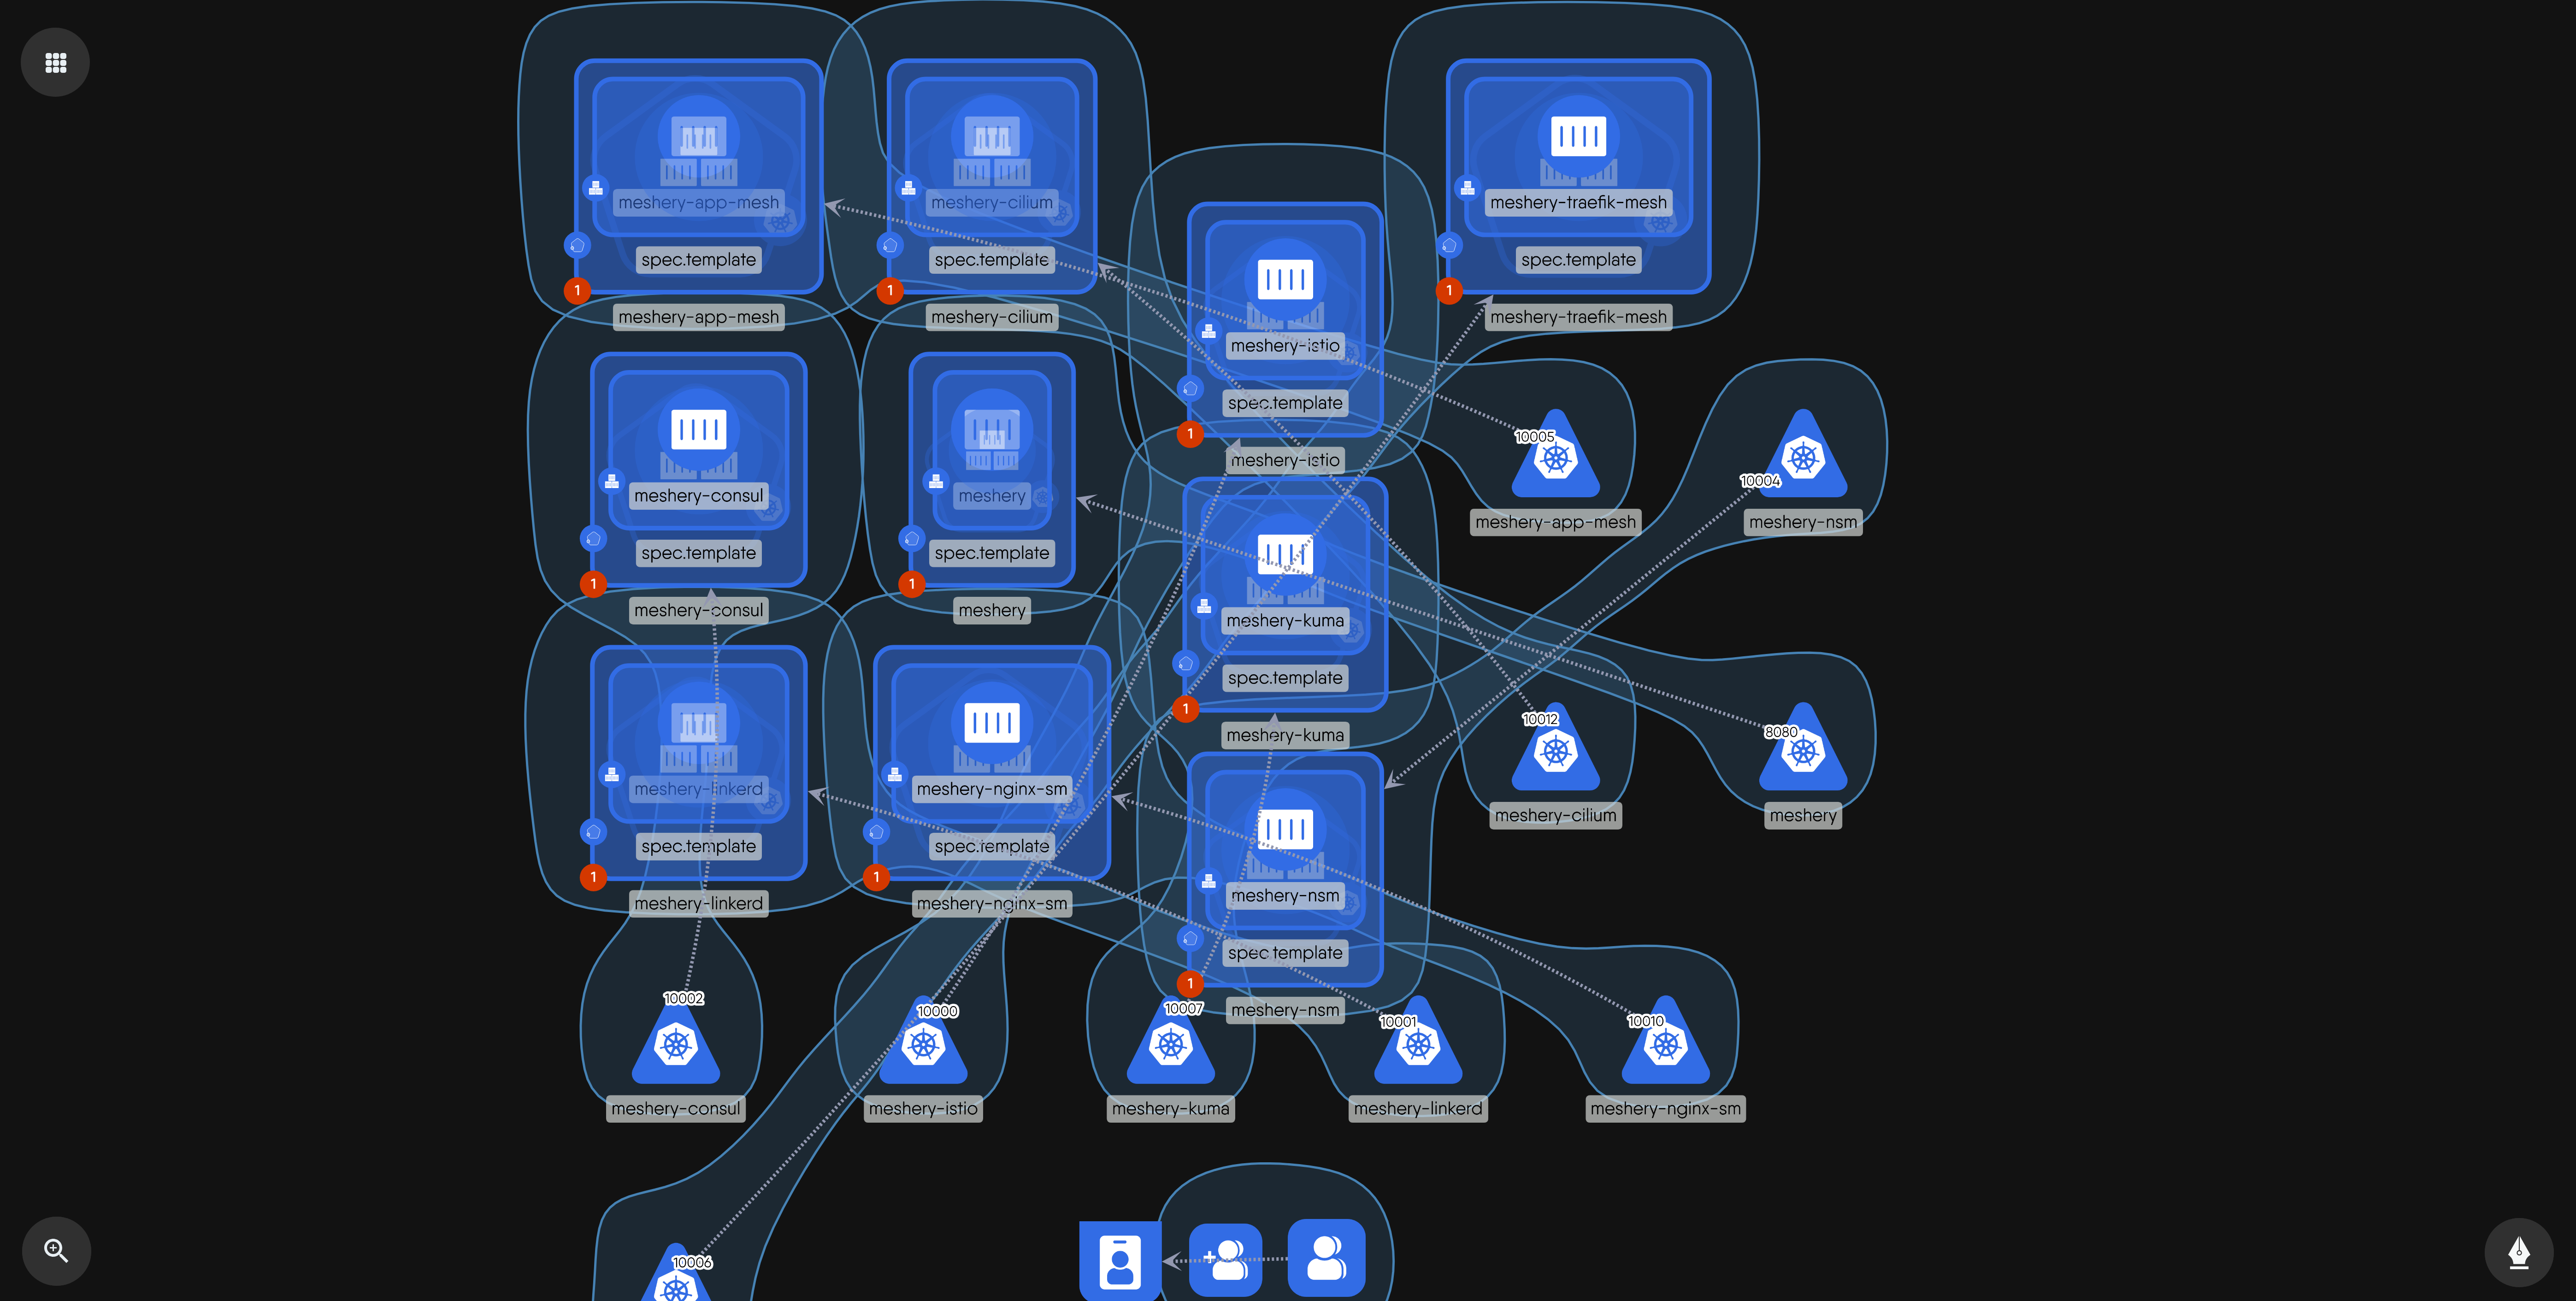 meshery-app-mesh
spec.template
1
meshery-app-mesh
meshery-cilium
spec.template
1
meshery-cilium
meshery-istio
spec.template
1
meshery-istio
meshery-traefik-mesh
spec.template
1
meshery-traefik-mesh
meshery-consul
spec.template
1
meshery-consul
meshery
spec.template
1
meshery
meshery-kuma
spec.template
1
meshery-kuma
10005
meshery-app-mesh
10004
meshery-nsm
meshery-linkerd
spec.template
1
meshery-linkerd
meshery-nginx-sm
spec.template
1
meshery-nginx-sm
meshery-nsm
spec.template
1
meshery-nsm
10012
meshery-cilium
8080
meshery
10002
meshery-consul
10000
meshery-istio
10007
meshery-kuma
10001
meshery-linkerd
10010
meshery-nginx-sm
10006